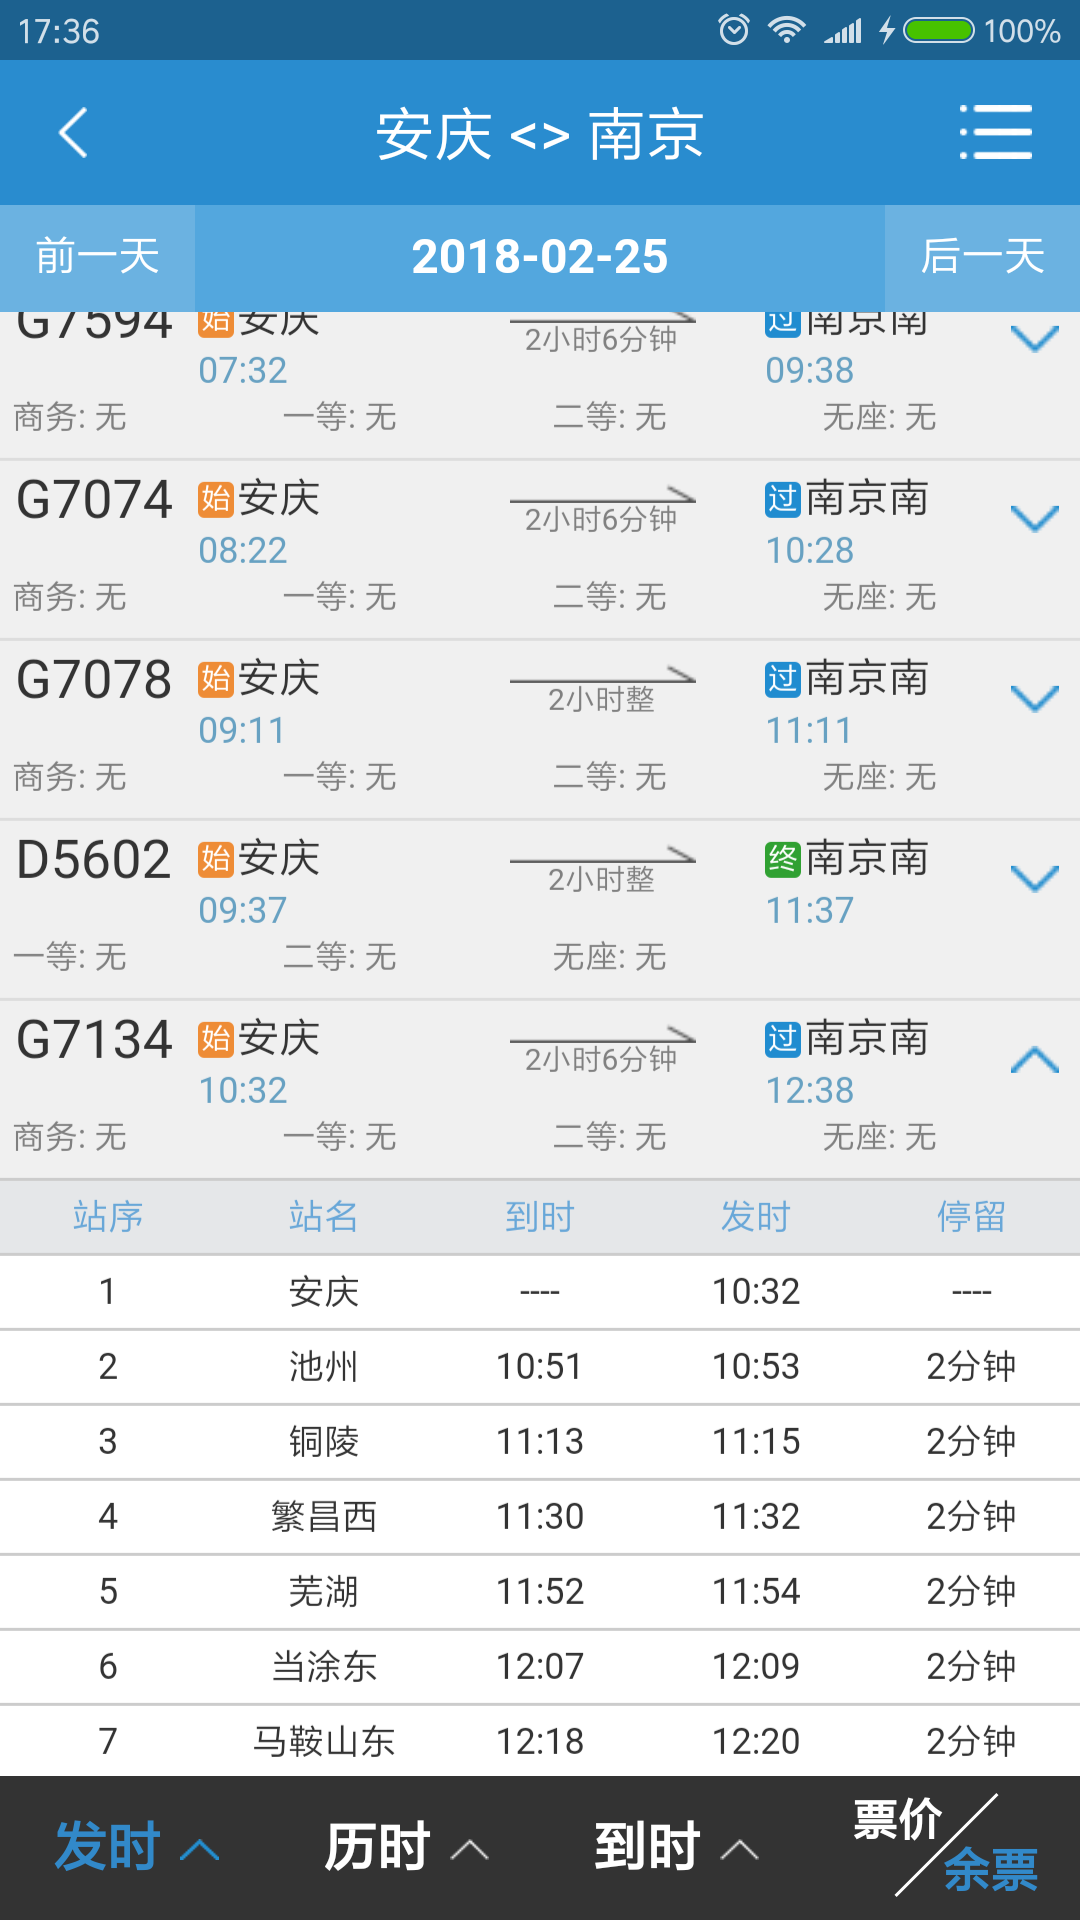 17:36 100%
安庆 <> 南京
前一天 2018-02-25 后一天
G7594 始 安庆 2小时6分钟 过 南京南
07:32 09:38
商务: 无 一等: 无 二等: 无 无座: 无
G7074 始 安庆 2小时6分钟 过 南京南
08:22 10:28
商务: 无 一等: 无 二等: 无 无座: 无
G7078 始 安庆 2小时整 过 南京南
09:11 11:11
商务: 无 一等: 无 二等: 无 无座: 无
D5602 始 安庆 2小时整 终 南京南
09:37 11:37
一等: 无 二等: 无 无座: 无
G7134 始 安庆 2小时6分钟 过 南京南
10:32 12:38
商务: 无 一等: 无 二等: 无 无座: 无
站序 站名 到时 发时 停留
1 安庆 ---- 10:32 ----
2 池州 10:51 10:53 2分钟
3 铜陵 11:13 11:15 2分钟
4 繁昌西 11:30 11:32 2分钟
5 芜湖 11:52 11:54 2分钟
6 当涂东 12:07 12:09 2分钟
7 马鞍山东 12:18 12:20 2分钟
发时 历时 到时 票价/余票